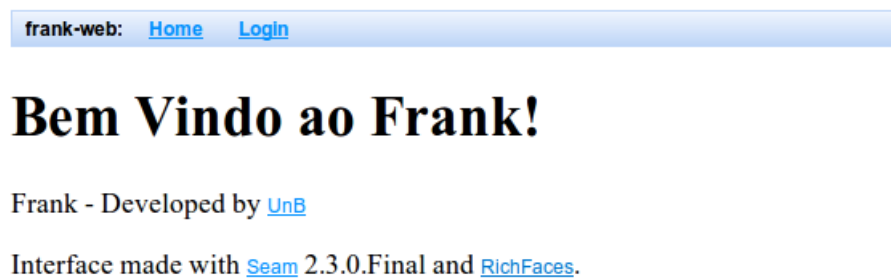 frank-web: Home Login
Bem Vindo ao Frank!
Frank - Developed by UnB
Interface made with Seam 2.3.0.Final and RichFaces.